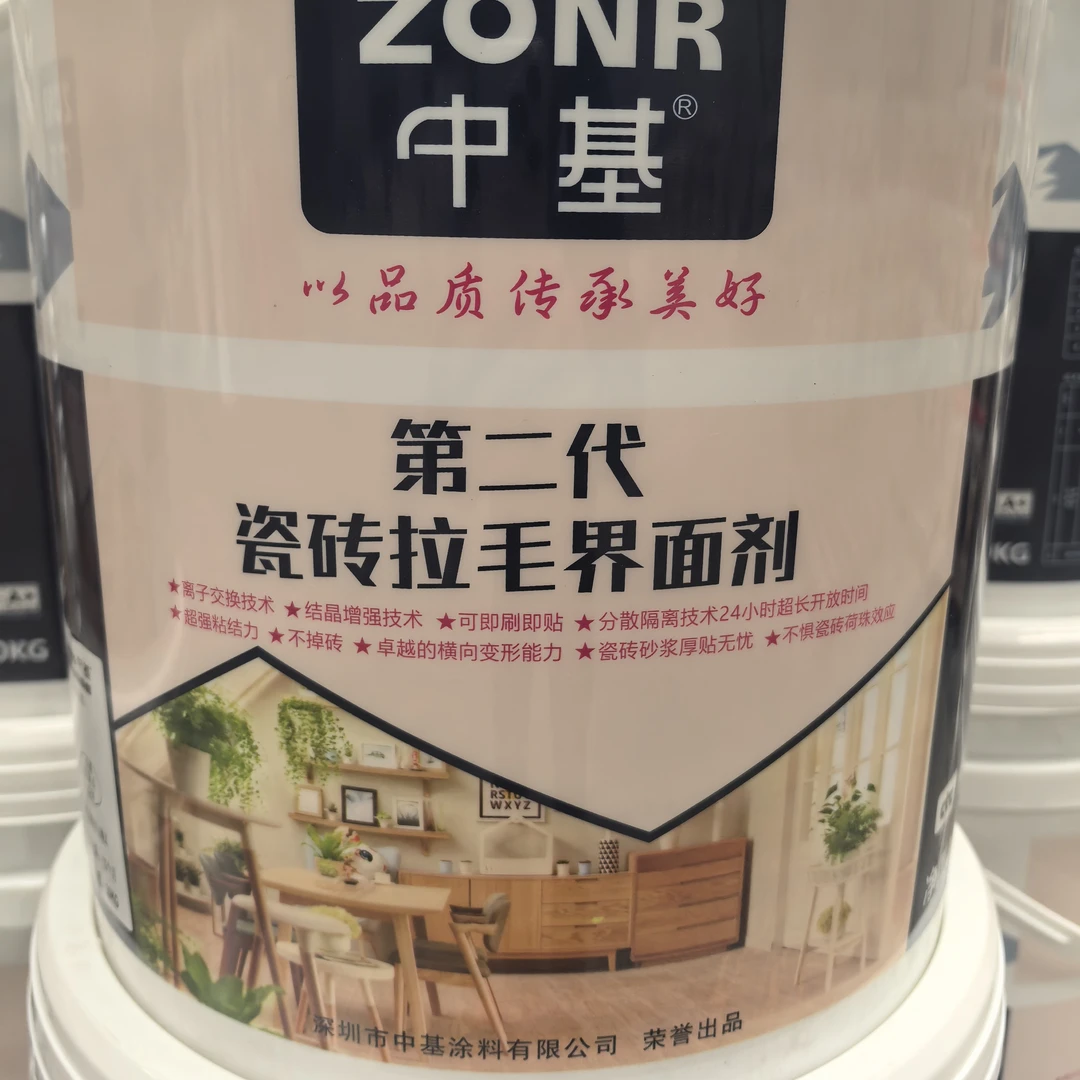 ZONR
中基®
以品质传承美好
第二代
瓷砖拉毛界面剂
★离子交换技术 ★结晶增强技术 ★可即刷即贴 ★分散隔离技术24小时超长开放时间
★超强粘结力 ★不掉砖 ★卓越的横向变形能力 ★瓷砖砂浆厚贴无忧 ★不惧瓷砖荷珠效应
WXYZ
深圳市中基涂料有限公司 荣誉出品
A+
KG
KG